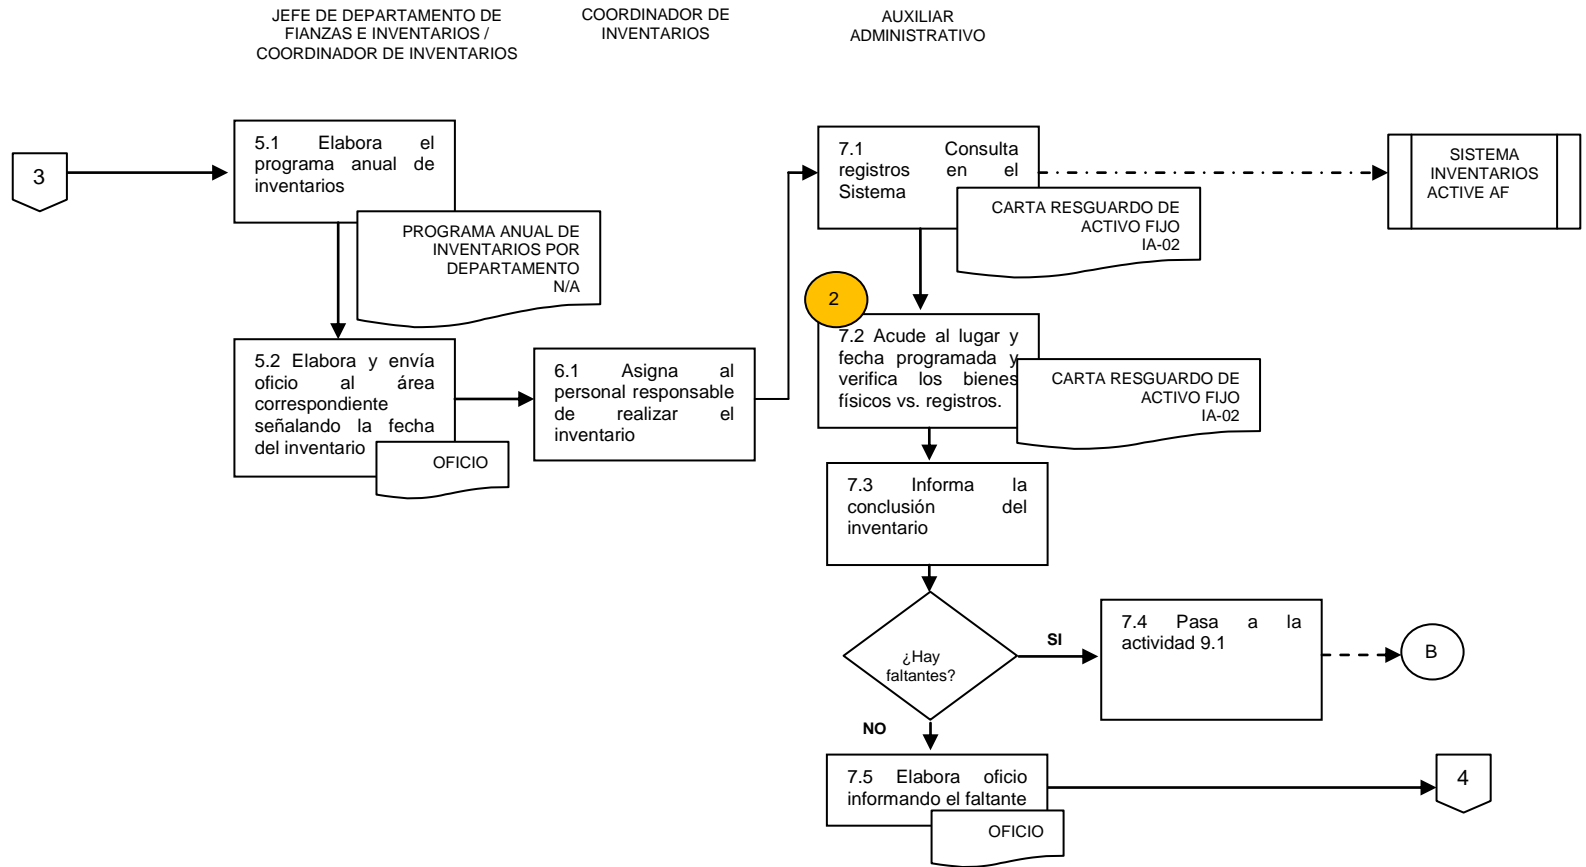 JEFE DE DEPARTAMENTO DE
FIANZAS E INVENTARIOS /
COORDINADOR DE INVENTARIOS
COORDINADOR DE
INVENTARIOS
AUXILIAR
ADMINISTRATIVO
3
5.1 Elabora el
programa anual de
inventarios
PROGRAMA ANUAL DE
INVENTARIOS POR
DEPARTAMENTO
N/A
5.2 Elabora y envía
oficio al área
correspondiente
señalando la fecha
del inventario
OFICIO
6.1 Asigna al
personal responsable
de realizar el
inventario
7.1 Consulta
registros en el
Sistema
CARTA RESGUARDO DE
ACTIVO FIJO
IA-02
SISTEMA
INVENTARIOS
ACTIVE AF
2
7.2 Acude al lugar y
fecha programada y
verifica los bienes
físicos vs. registros.
CARTA RESGUARDO DE
ACTIVO FIJO
IA-02
7.3 Informa la
conclusión del
inventario
¿Hay
faltantes?
SI
7.4 Pasa a la
actividad 9.1
B
NO
7.5 Elabora oficio
informando el faltante
OFICIO
4